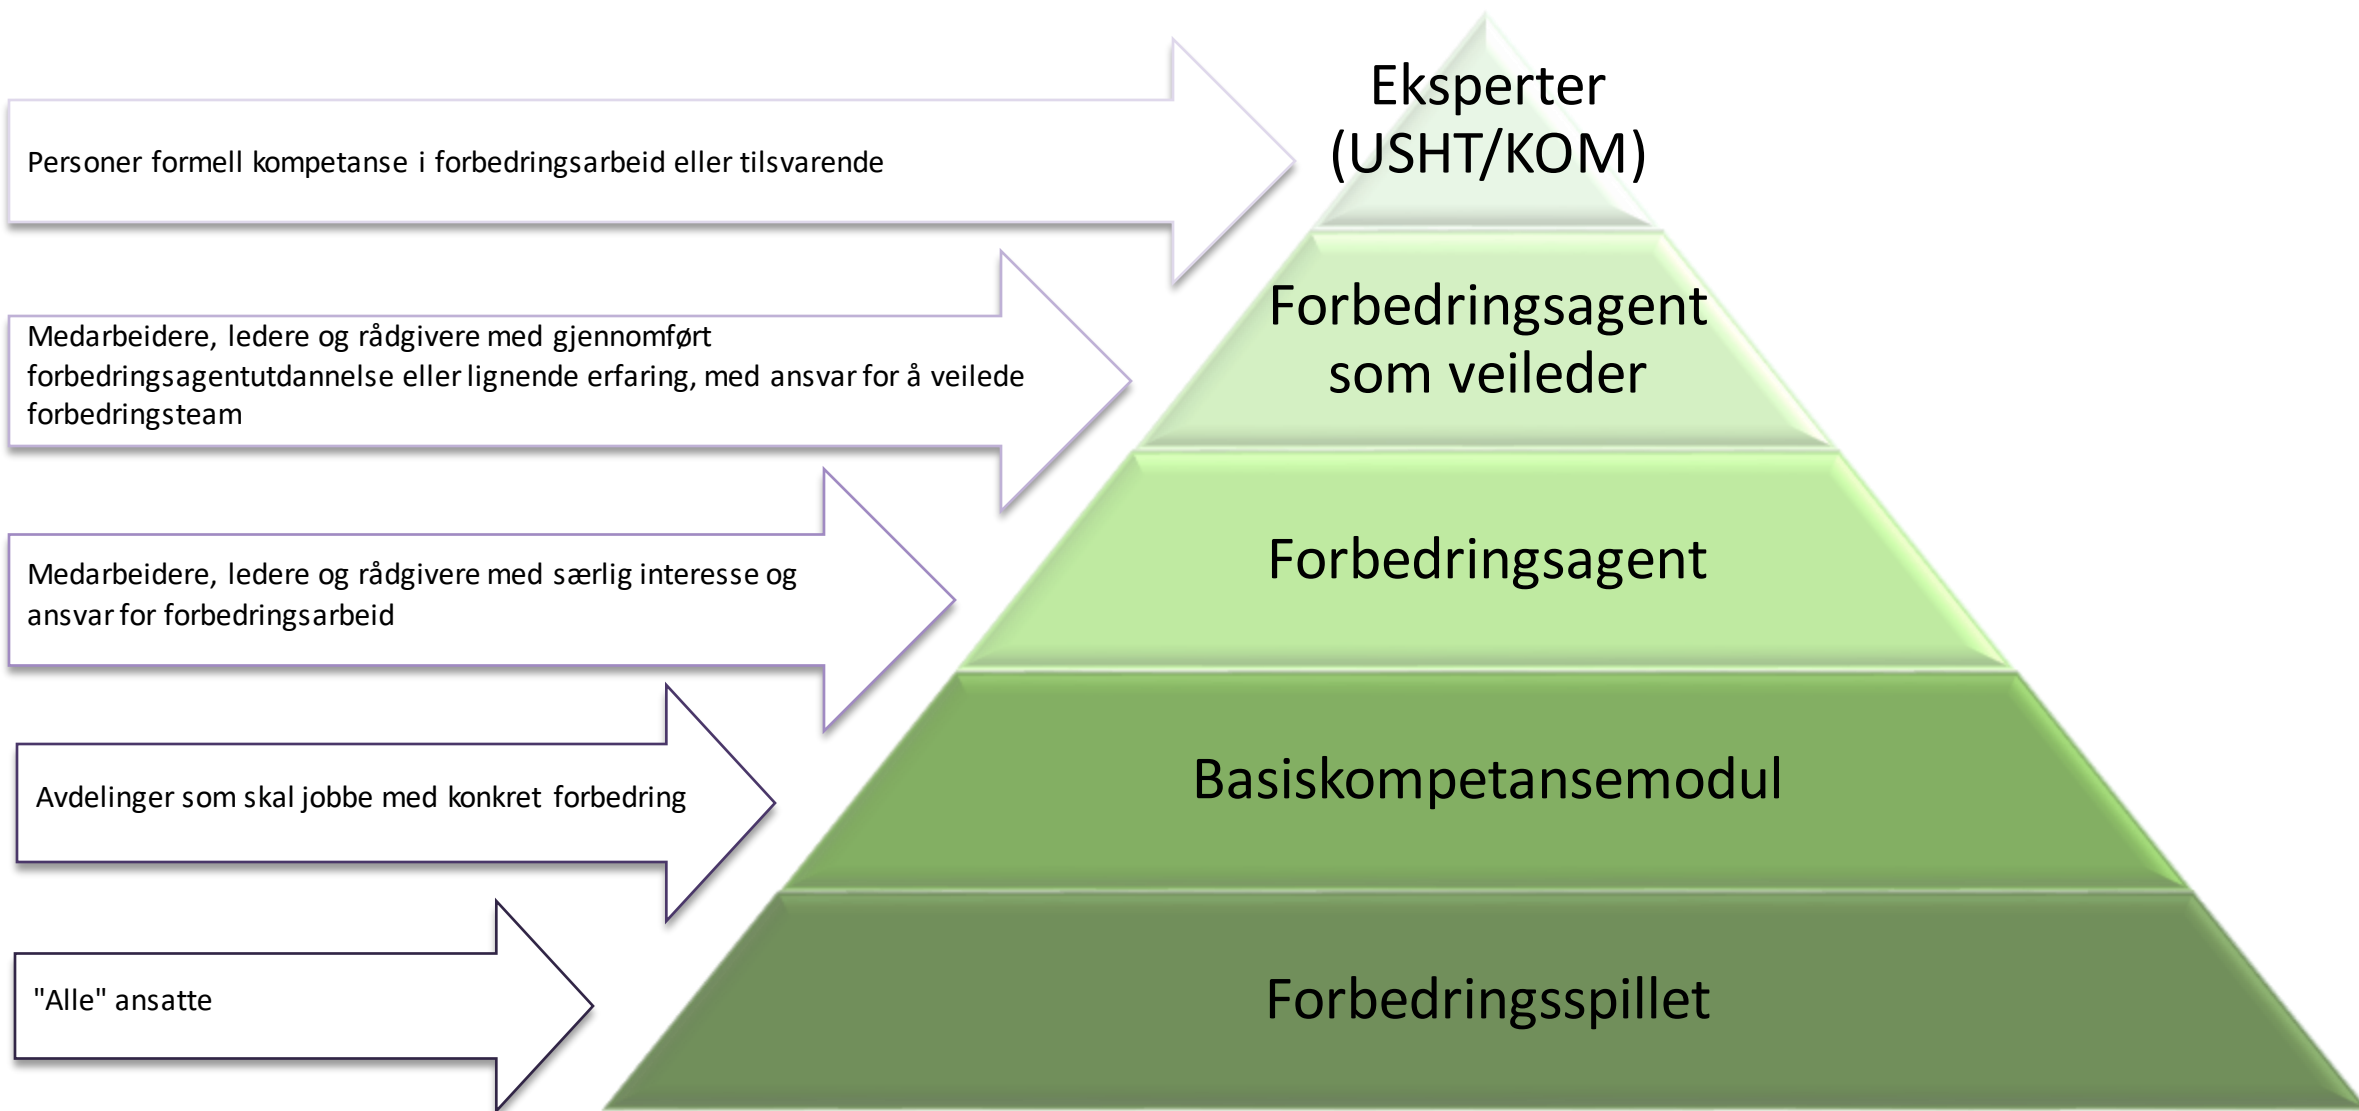 Personer formell kompetanse i forbedringsarbeid eller tilsvarende
Eksperter
(USHT/KOM)
Medarbeidere, ledere og rådgivere med gjennomført
forbedringsagentutdannelse eller lignende erfaring, med ansvar for å veilede
forbedringsteam
Forbedringsagent
som veileder
Medarbeidere, ledere og rådgivere med særlig interesse og
ansvar for forbedringsarbeid
Forbedringsagent
Avdelinger som skal jobbe med konkret forbedring
Basiskompetansemodul
"Alle" ansatte
Forbedringsspillet